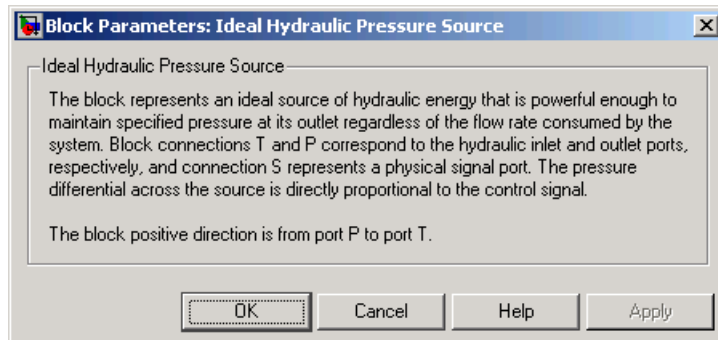 Block Parameters: Ideal Hydraulic Pressure Source
Ideal Hydraulic Pressure Source
The block represents an ideal source of hydraulic energy that is powerful enough to
maintain specified pressure at its outlet regardless of the flow rate consumed by the
system. Block connections T and P correspond to the hydraulic inlet and outlet ports,
respectively, and connection S represents a physical signal port. The pressure
differential across the source is directly proportional to the control signal.
The block positive direction is from port P to port T.
OK Cancel Help Apply